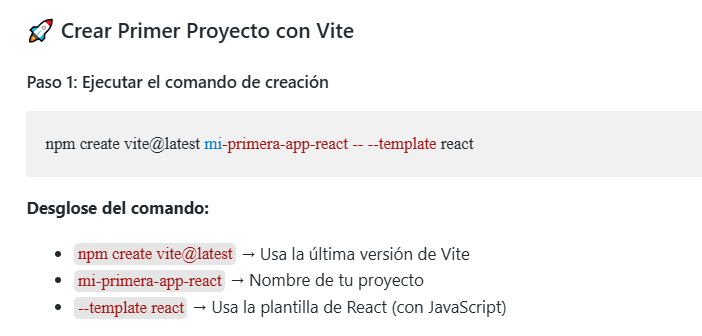 🚀 Crear Primer Proyecto con Vite
Paso 1: Ejecutar el comando de creación
npm create vite@latest mi-primera-app-react -- --template react
Desglose del comando:
• npm create vite@latest → Usa la última versión de Vite
• mi-primera-app-react → Nombre de tu proyecto
• --template react → Usa la plantilla de React (con JavaScript)